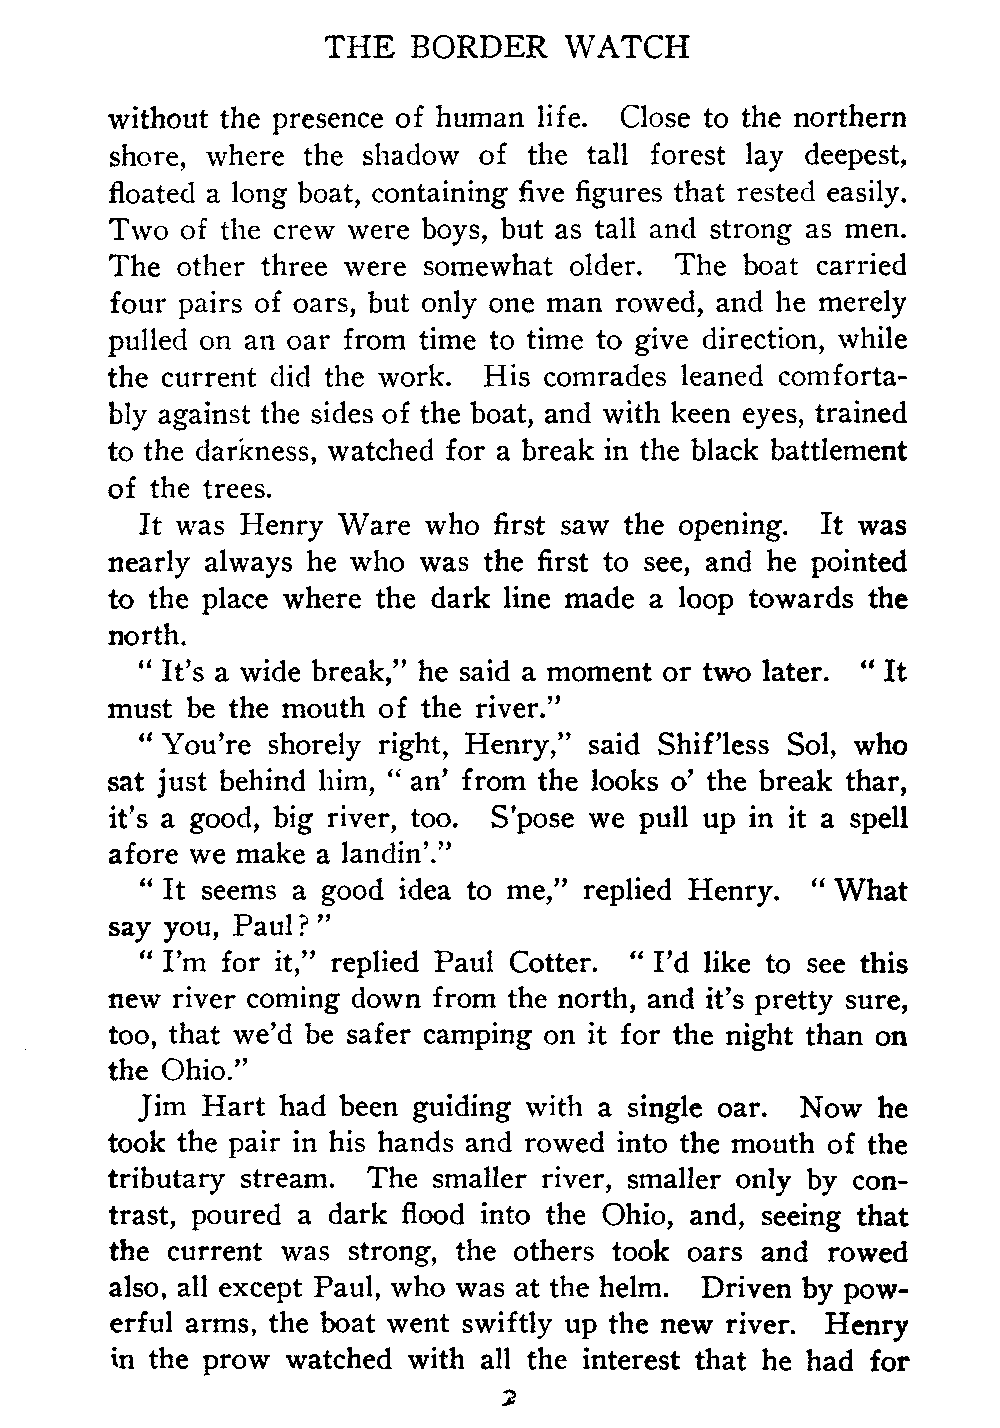 THE BORDER WATCH
without the presence of human life. Close to the northern
shore, where the shadow of the tall forest lay deepest,
floated a long boat, containing five figures that rested easily.
Two of the crew were boys, but as tall and strong as men.
The other three were somewhat older. The boat carried
four pairs of oars, but only one man rowed, and he merely
pulled on an oar from time to time to give direction, while
the current did the work. His comrades leaned comforta-
bly against the sides of the boat, and with keen eyes, trained
to the darkness, watched for a break in the black battlement
of the trees.
It was Henry Ware who first saw the opening. It was
nearly always he who was the first to see, and he pointed
to the place where the dark line made a loop towards the
north.
“ It’s a wide break,” he said a moment or two later. “ It
must be the mouth of the river.”
“ You’re shorely right, Henry,” said Shif’less Sol, who
sat just behind him, “ an’ from the looks o’ the break thar,
it’s a good, big river, too. S’pose we pull up in it a spell
afore we make a landin’.”
“ It seems a good idea to me,” replied Henry. “ What
say you, Paul? ”
“ I’m for it,” replied Paul Cotter. “ I’d like to see this
new river coming down from the north, and it’s pretty sure,
too, that we’d be safer camping on it for the night than on
the Ohio.”
Jim Hart had been guiding with a single oar. Now he
took the pair in his hands and rowed into the mouth of the
tributary stream. The smaller river, smaller only by con-
trast, poured a dark flood into the Ohio, and, seeing that
the current was strong, the others took oars and rowed
also, all except Paul, who was at the helm. Driven by pow-
erful arms, the boat went swiftly up the new river. Henry
in the prow watched with all the interest that he had for
2